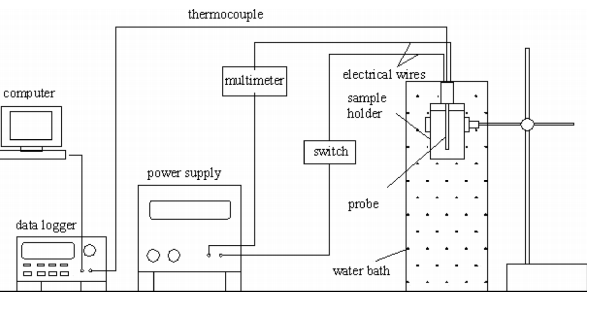 thermocouple
electrical wires
multimeter
computer
sample
holder
switch
power supply
probe
data logger
water bath